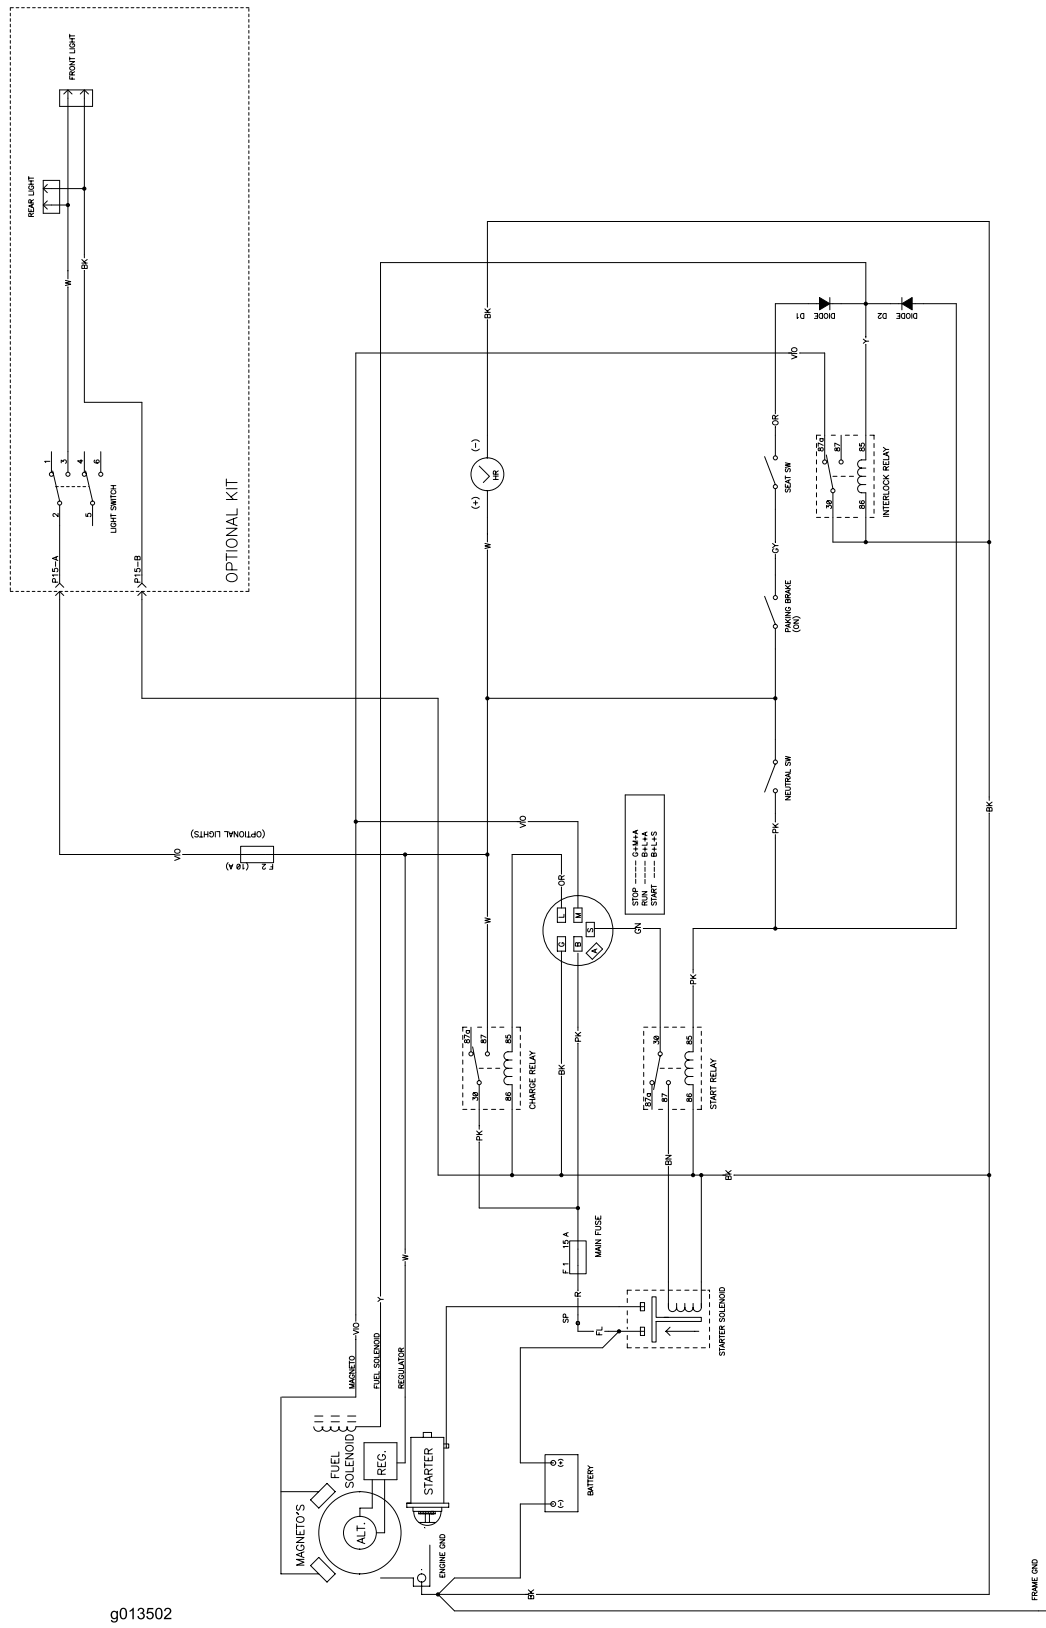 FRONT LIGHT
REAR LIGHT
W
BK
1
3
4
6
2
5
LIGHT SWITCH
P15-A
P15-B
OPTIONAL KIT
BK
DIODE D1
DIODE D2
VIO
Y
OR
(-)
HR
(+)
SEAT SW
87a
87
85
30
86
INTERLOCK RELAY
W
GY
PAKING BRAKE
(ON)
NEUTRAL SW
(OPTIONAL LIGHTS)
VIO
F 2 (10 A)
VIO
PK
BK
STOP ---- G+M+A
RUN ---- B+L+A
START --- B+L+S
OR
L
M
G
B
S
A
W
GN
PK
87a
87
85
30
86
CHARGE RELAY
PK
BK
30
85
87a
87
86
START RELAY
PK
BN
BK
F 1 15 A
MAIN FUSE
W
R
SP
FL
STARTER SOLENOID
Y
VIO
MAGNETO
FUEL SOLENOID
REGULATOR
FUEL
SOLENOID
REG.
STARTER
MAGNETO'S
ALT.
(+)
(-)
BATTERY
ENGINE GND
BK
FRAME GND
g013502